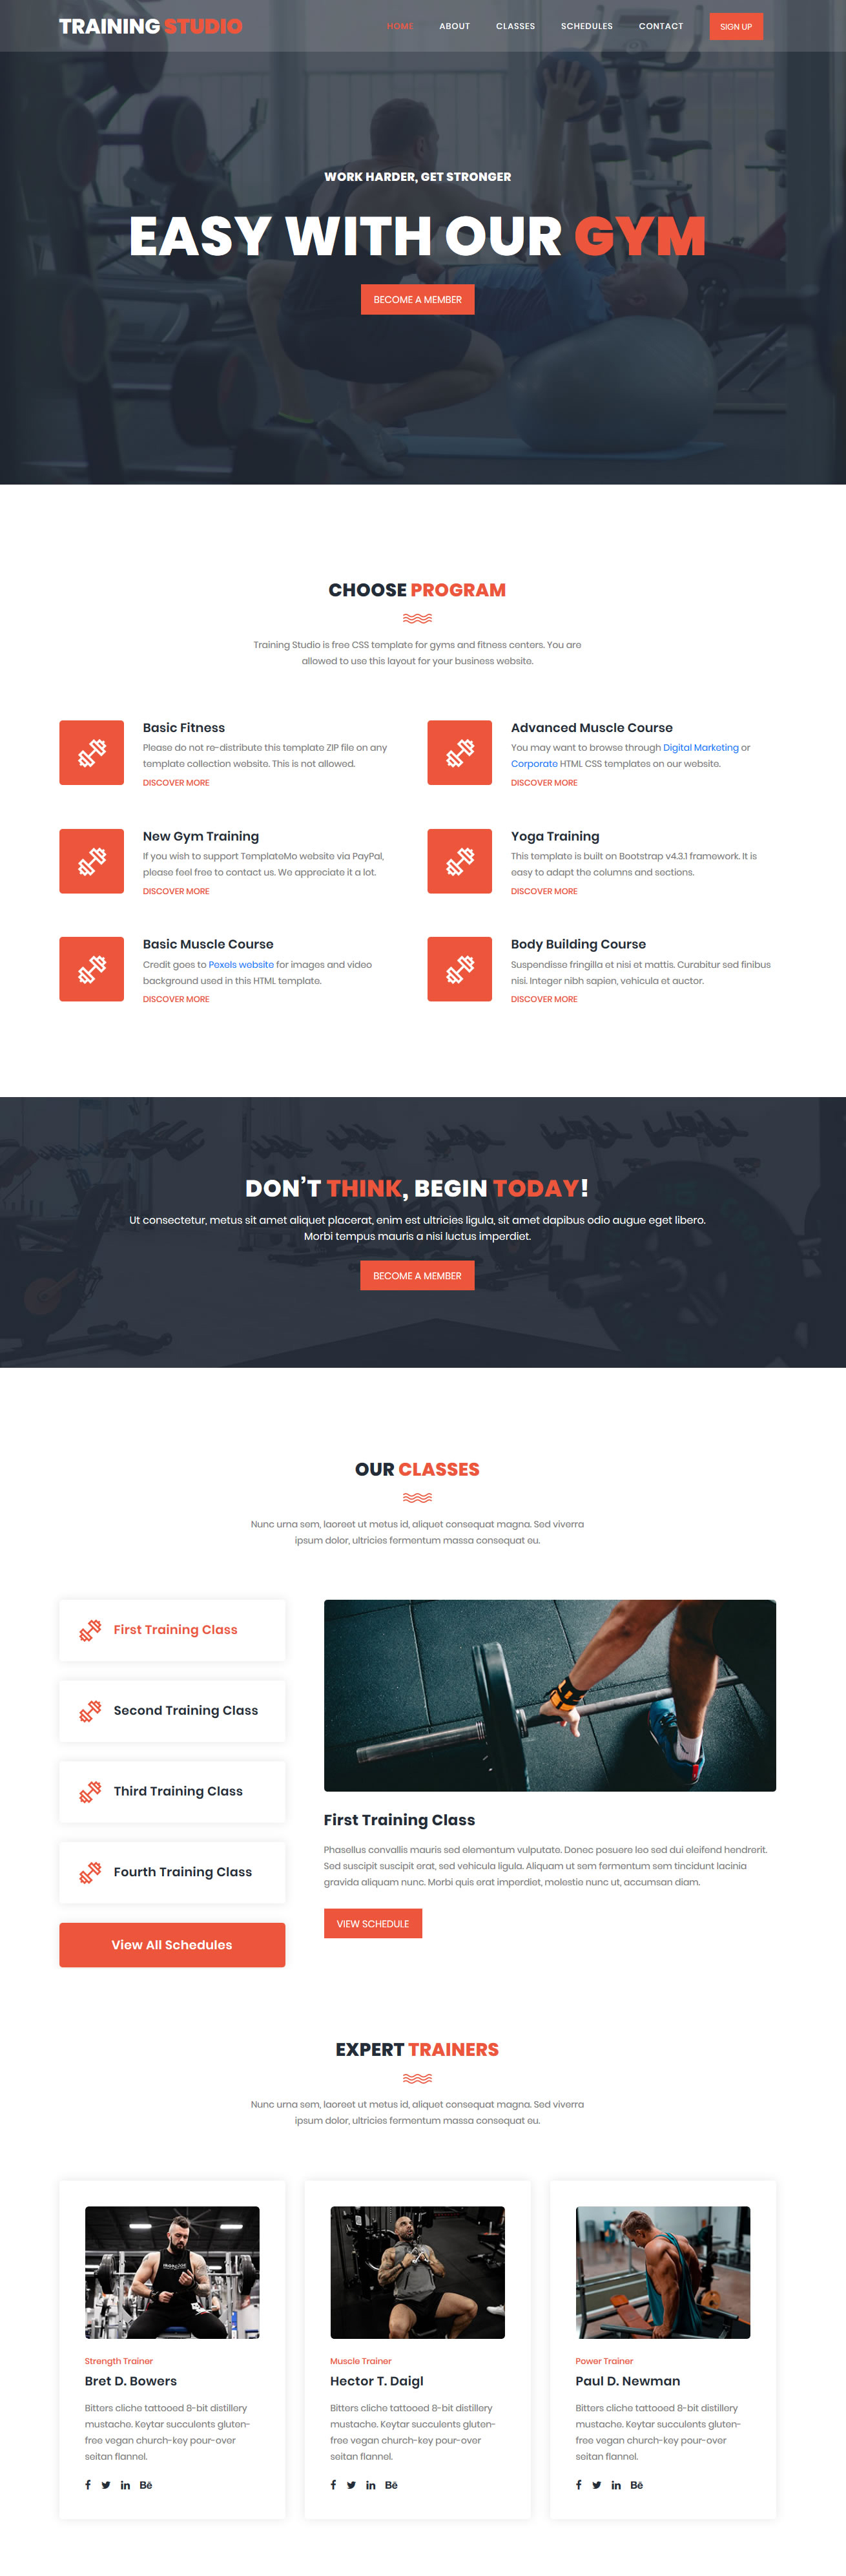 TRAINING STUDIO
HOME ABOUT CLASSES SCHEDULES CONTACT SIGN UP
WORK HARDER, GET STRONGER
EASY WITH OUR GYM
BECOME A MEMBER
CHOOSE PROGRAM
Training Studio is free CSS template for gyms and fitness centers. You are
allowed to use this layout for your business website.
Basic Fitness
Please do not re-distribute this template ZIP file on any
template collection website. This is not allowed.
DISCOVER MORE
Advanced Muscle Course
You may want to browse through Digital Marketing or
Corporate HTML CSS templates on our website.
DISCOVER MORE
New Gym Training
If you wish to support TemplateMo website via PayPal,
please feel free to contact us. We appreciate it a lot.
DISCOVER MORE
Yoga Training
This template is built on Bootstrap v4.3.1 framework. It is
easy to adapt the columns and sections.
DISCOVER MORE
Basic Muscle Course
Credit goes to Pexels website for images and video
background used in this HTML template.
DISCOVER MORE
Body Building Course
Suspendisse fringilla et nisi et mattis. Curabitur sed finibus
nisi. Integer nibh sapien, vehicula et auctor.
DISCOVER MORE
DON'T THINK, BEGIN TODAY!
Ut consectetur, metus sit amet aliquet placerat, enim est ultricies ligula, sit amet dapibus odio augue eget libero.
Morbi tempus mauris a nisi luctus imperdiet.
BECOME A MEMBER
OUR CLASSES
Nunc urna sem, laoreet ut metus id, aliquet consequat magna. Sed viverra
ipsum dolor, ultricies fermentum massa consequat eu.
First Training Class
Second Training Class
Third Training Class
Fourth Training Class
View All Schedules
First Training Class
Phasellus convallis mauris sed elementum vulputate. Donec posuere leo sed dui eleifend hendrerit.
Sed suscipit suscipit erat, sed vehicula ligula. Aliquam ut sem fermentum sem tincidunt lacinia
gravida aliquam nunc. Morbi quis erat imperdiet, molestie nunc ut, accumsan diam.
VIEW SCHEDULE
EXPERT TRAINERS
Nunc urna sem, laoreet ut metus id, aliquet consequat magna. Sed viverra
ipsum dolor, ultricies fermentum massa consequat eu.
Strength Trainer
Bret D. Bowers
Bitters cliche tattooed 8-bit distillery
mustache. Keytar succulents gluten-
free vegan church-key pour-over
seitan flannel.
Muscle Trainer
Hector T. Daigl
Bitters cliche tattooed 8-bit distillery
mustache. Keytar succulents gluten-
free vegan church-key pour-over
seitan flannel.
Power Trainer
Paul D. Newman
Bitters cliche tattooed 8-bit distillery
mustache. Keytar succulents gluten-
free vegan church-key pour-over
seitan flannel.